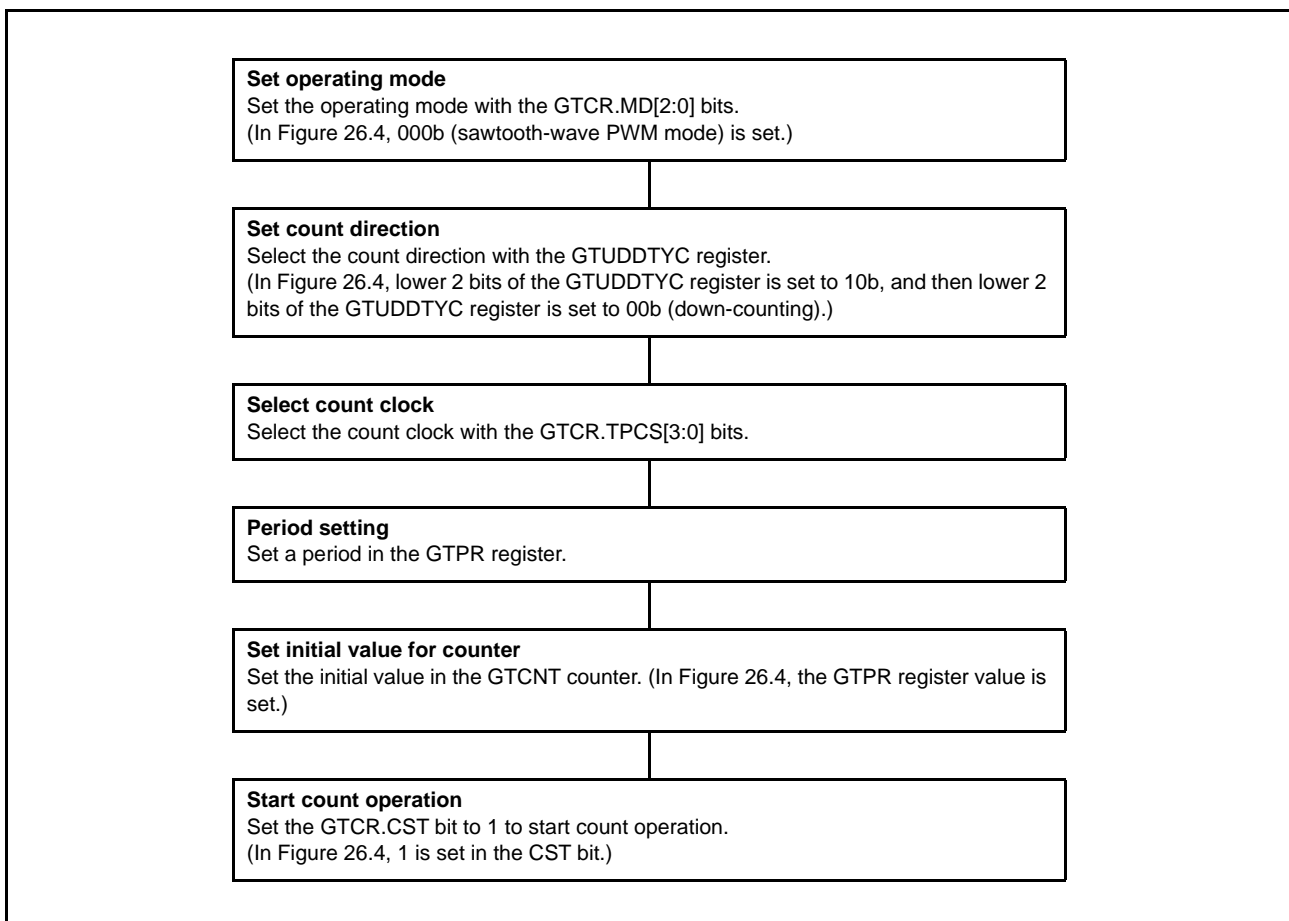 Set operating mode
Set the operating mode with the GTCR.MD[2:0] bits.
(In Figure 26.4, 000b (sawtooth-wave PWM mode) is set.)
Set count direction
Select the count direction with the GTUDDTYC register.
(In Figure 26.4, lower 2 bits of the GTUDDTYC register is set to 10b, and then lower 2
bits of the GTUDDTYC register is set to 00b (down-counting).)
Select count clock
Select the count clock with the GTCR.TPCS[3:0] bits.
Period setting
Set a period in the GTPR register.
Set initial value for counter
Set the initial value in the GTCNT counter. (In Figure 26.4, the GTPR register value is
set.)
Start count operation
Set the GTCR.CST bit to 1 to start count operation.
(In Figure 26.4, 1 is set in the CST bit.)